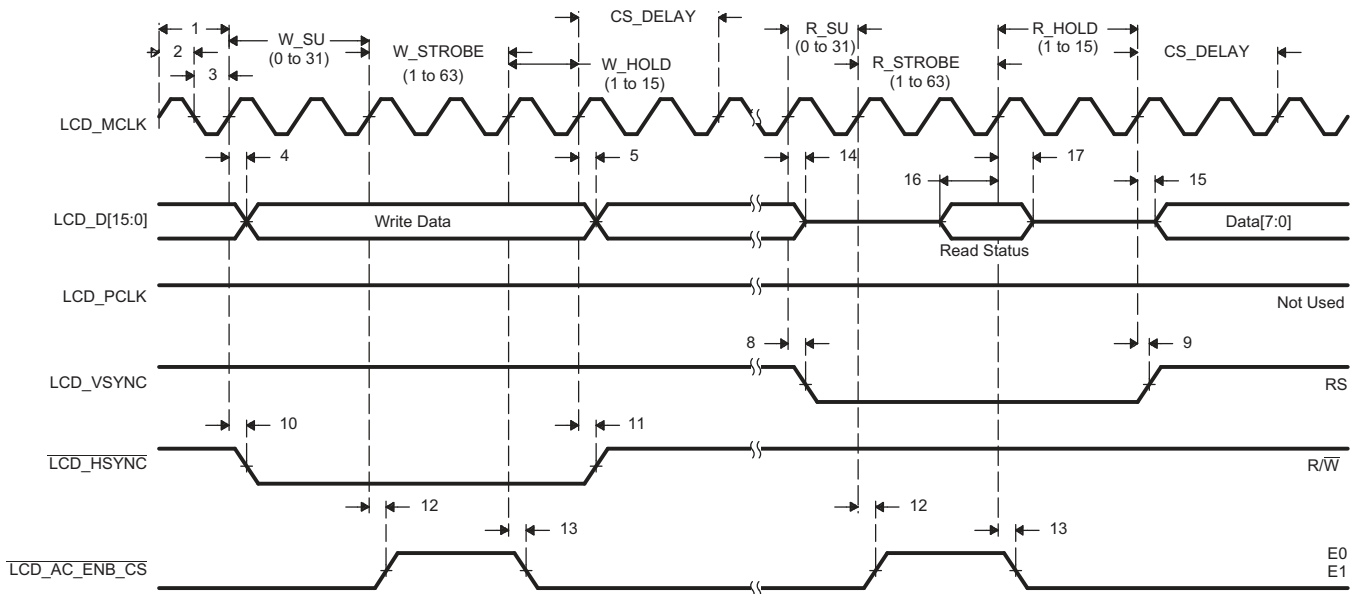 1
CS_DELAY
2
W_SU
(0 to 31)
W_STROBE
(1 to 63)
R_SU
(0 to 31)
R_HOLD
(1 to 15)
3
W_HOLD
(1 to 15)
R_STROBE
(1 to 63)
CS_DELAY
LCD_MCLK
4
5
14
17
16
15
LCD_D[15:0]
Write Data
Data[7:0]
Read Status
LCD_PCLK
Not Used
8
9
LCD_VSYNC
RS
10
11
LCD_HSYNC
R/W
12
13
12
13
LCD_AC_ENB_CS
E0
E1